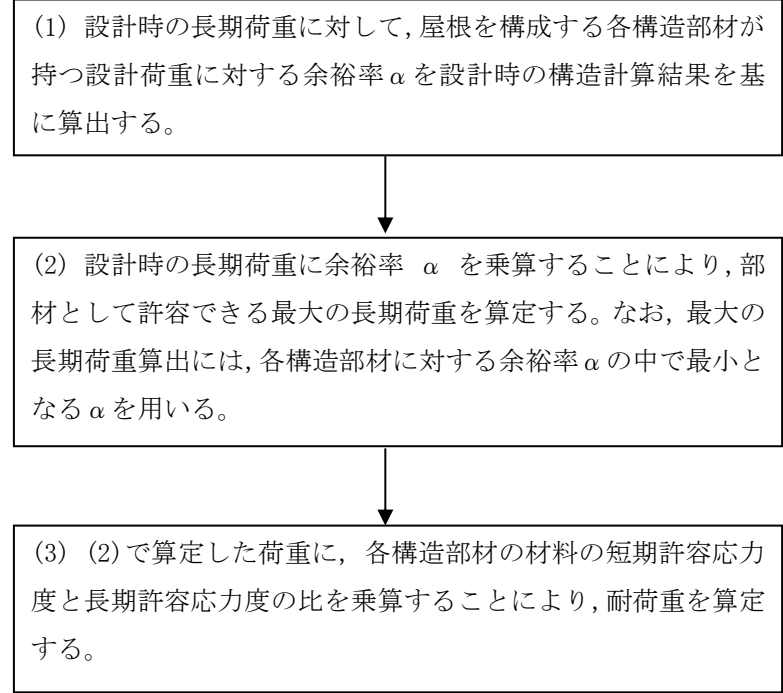 (1) 設計時の長期荷重に対して,屋根を構成する各構造部材が
持つ設計荷重に対する余裕率αを設計時の構造計算結果を基
に算出する。
(2) 設計時の長期荷重に余裕率 α を乗算することにより,部
材として許容できる最大の長期荷重を算定する。なお, 最大の
長期荷重算出には,各構造部材に対する余裕率αの中で最小と
なるαを用いる。
(3) (2)で算定した荷重に, 各構造部材の材料の短期許容応力
度と長期許容応力度の比を乗算することにより,耐荷重を算定
する。